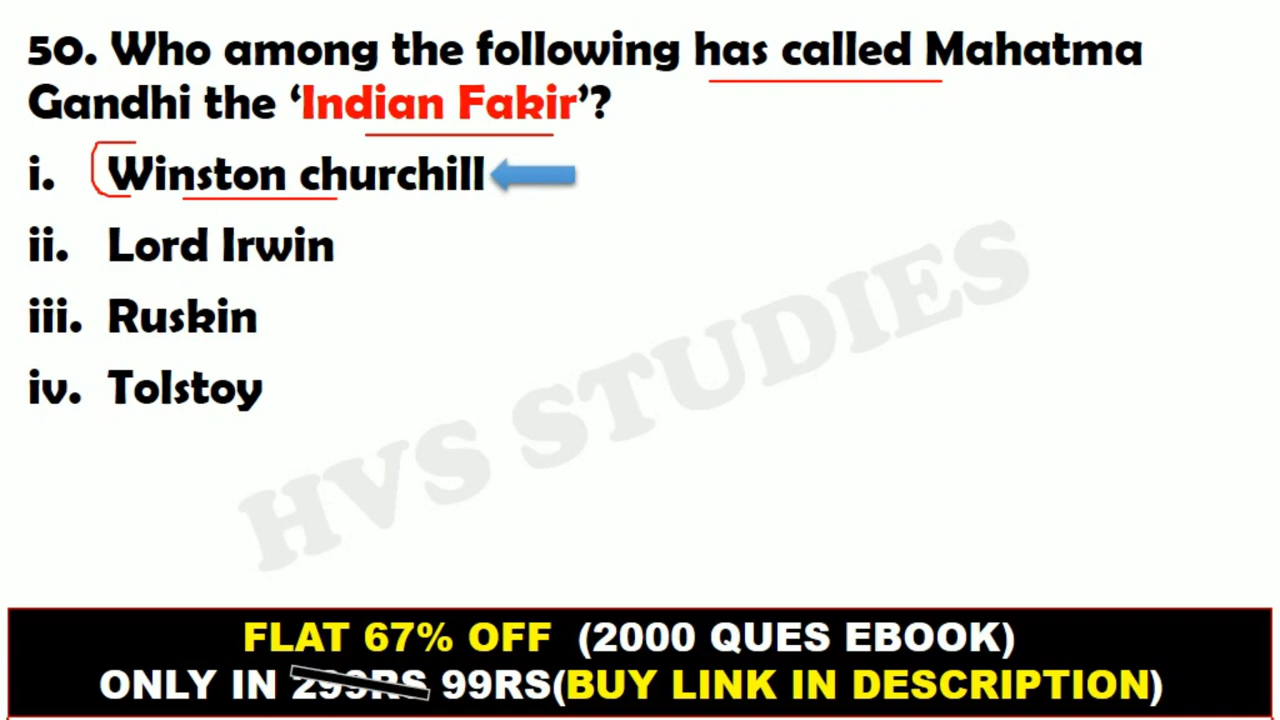 50. Who among the following has called Mahatma
Gandhi the ‘Indian Fakir’?
i. Winston churchill
ii. Lord Irwin
iii. Ruskin
iv. Tolstoy
HVS STUDIES
FLAT 67% OFF (2000 QUES EBOOK)
ONLY IN 299RS 99RS(BUY LINK IN DESCRIPTION)